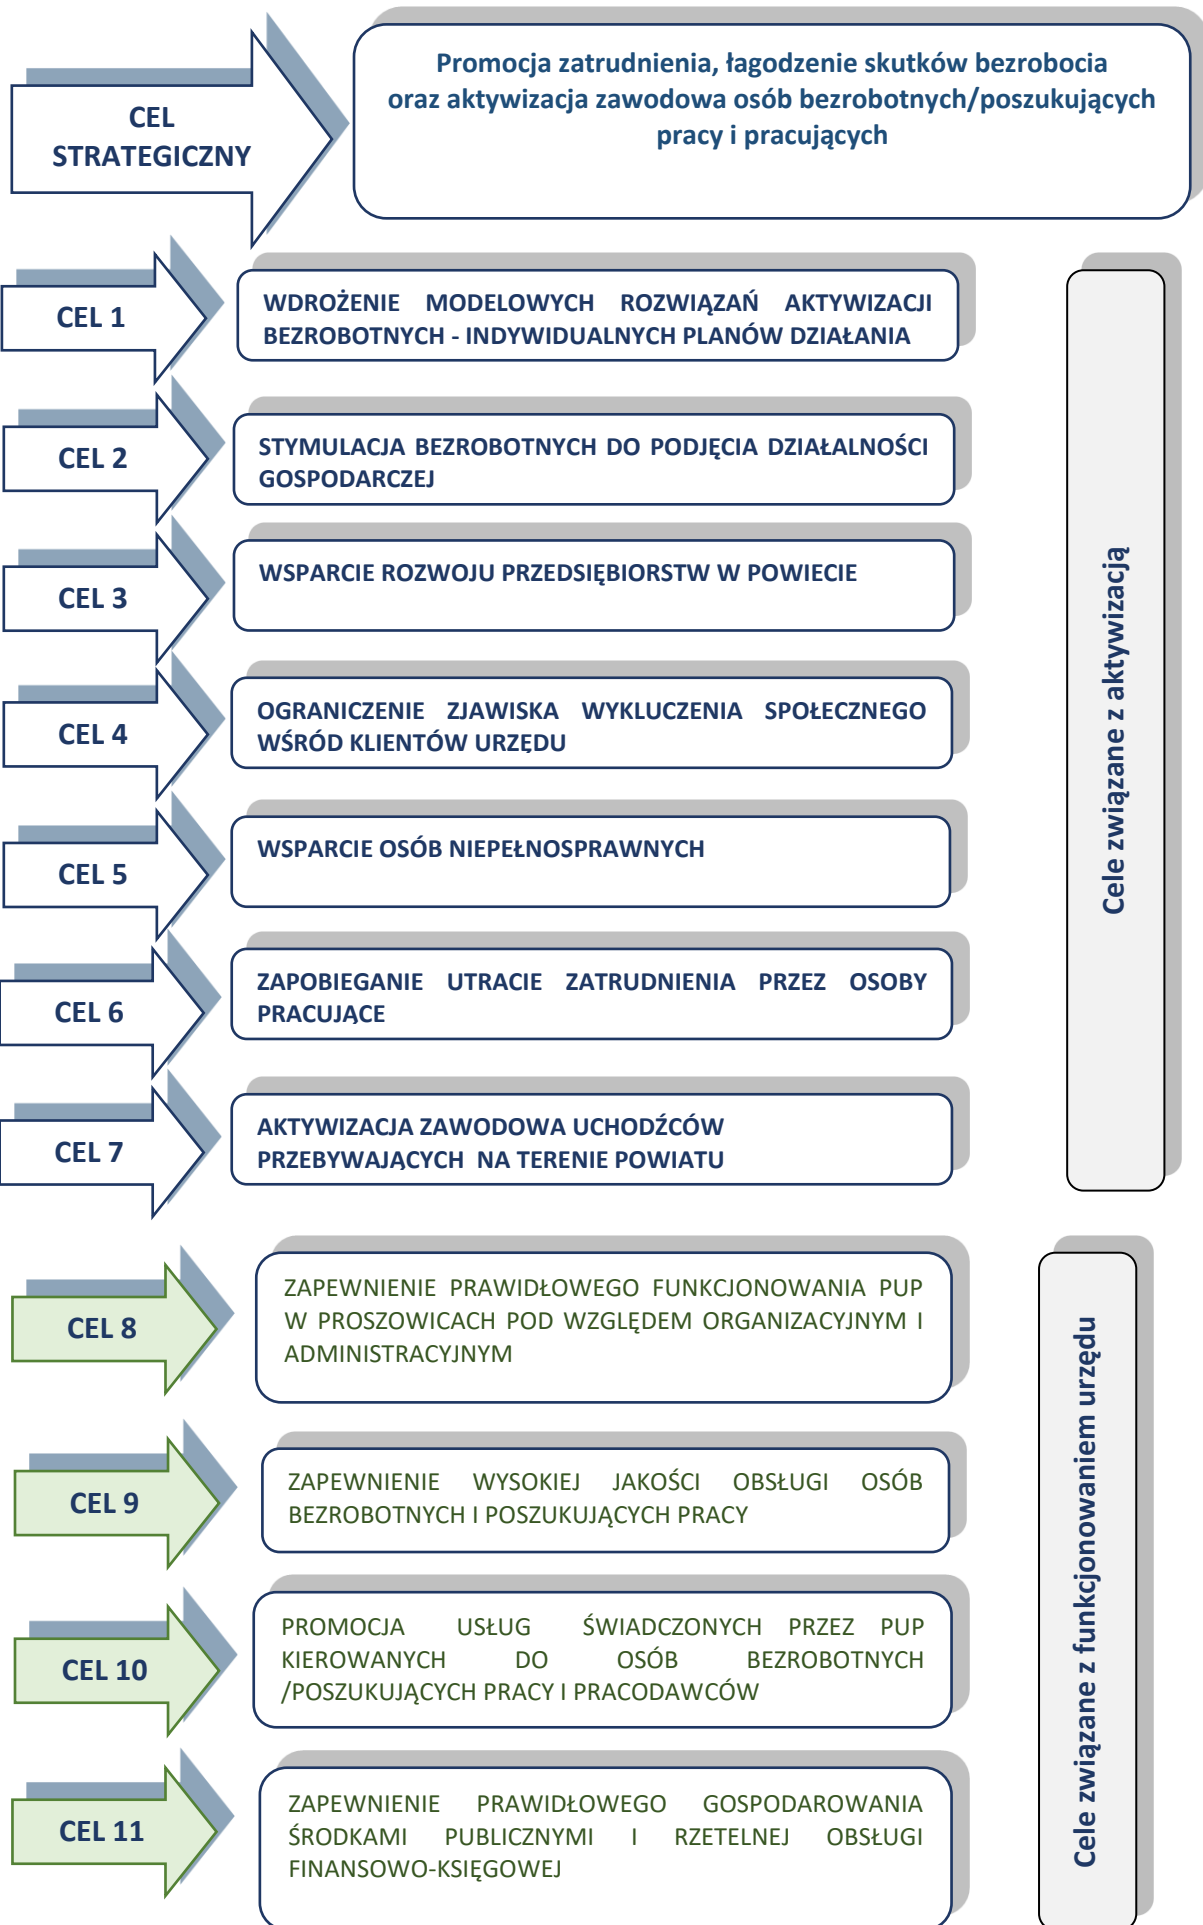 CEL
STRATEGICZNY
Promocja zatrudnienia, łagodzenie skutków bezrobocia
oraz aktywizacja zawodowa osób bezrobotnych/poszukujących
pracy i pracujących
CEL 1
WDROŻENIE MODELOWYCH ROZWIĄZAŃ AKTYWIZACJI
BEZROBOTNYCH - INDYWIDUALNYCH PLANÓW DZIAŁANIA
CEL 2
STYMULACJA BEZROBOTNYCH DO PODJĘCIA DZIAŁALNOŚCI
GOSPODARCZEJ
CEL 3
WSPARCIE ROZWOJU PRZEDSIĘBIORSTW W POWIECIE
CEL 4
OGRANICZENIE ZJAWISKA WYKLUCZENIA SPOŁECZNEGO
WŚRÓD KLIENTÓW URZĘDU
CEL 5
WSPARCIE OSÓB NIEPEŁNOSPRAWNYCH
CEL 6
ZAPOBIEGANIE UTRACIE ZATRUDNIENIA PRZEZ OSOBY
PRACUJĄCE
CEL 7
AKTYWIZACJA ZAWODOWA UCHODŹCÓW
PRZEBYWAJĄCYCH NA TERENIE POWIATU
Cele związane z aktywizacją
CEL 8
ZAPEWNIENIE PRAWIDŁOWEGO FUNKCJONOWANIA PUP
W PROSZOWICACH POD WZGLĘDEM ORGANIZACYJNYM I
ADMINISTRACYJNYM
CEL 9
ZAPEWNIENIE WYSOKIEJ JAKOŚCI OBSŁUGI OSÓB
BEZROBOTNYCH I POSZUKUJĄCYCH PRACY
CEL 10
PROMOCJA USŁUG ŚWIADCZONYCH PRZEZ PUP
KIEROWANYCH DO OSÓB BEZROBOTNYCH
/POSZUKUJĄCYCH PRACY I PRACODAWCÓW
CEL 11
ZAPEWNIENIE PRAWIDŁOWEGO GOSPODAROWANIA
ŚRODKAMI PUBLICZNYMI I RZETELNEJ OBSŁUGI
FINANSOWO-KSIĘGOWEJ
Cele związane z funkcjonowaniem urzędu